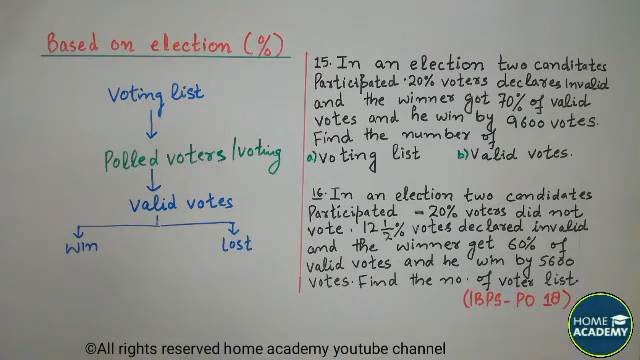 Based on election (%)
Voting list
Polled voters/voting
valid votes
Win
Lost
15. In an election two canditates
Participated. 20% voters declares invalid
and the winner got 70% of valid
votes and he win by 9600 votes.
Find the number of
a) voting list b) valid votes.
16. In an election two candidates
Participated - 20% voters did not
vote. 12 1/2% votes declared invalid
and the winner get 60% of
valid votes and he win by 5600
votes. Find the no. of voter list.
(IBPS-PO 18)
HOME
ACADEMY
©All rights reserved home academy youtube channel